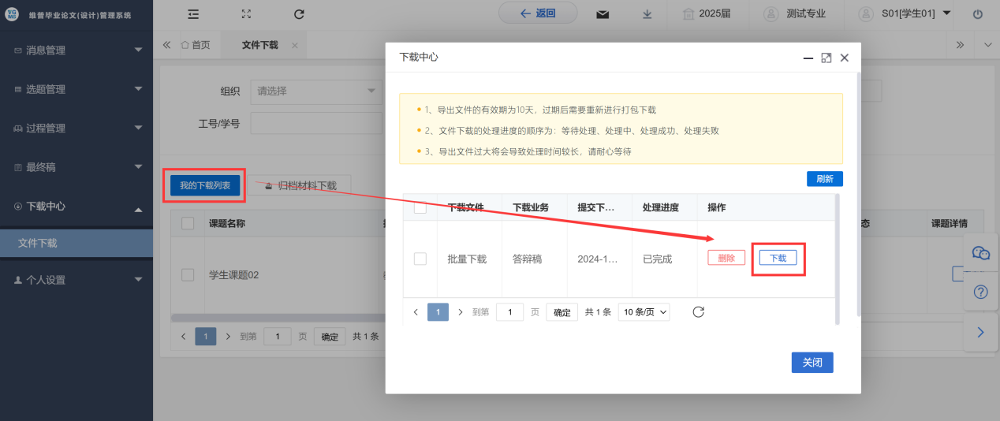 维普毕业论文(设计)管理系统
返回
2025届
测试专业
S01[学生01]
消息管理
选题管理
过程管理
最终稿
下载中心
文件下载
个人设置
首页
文件下载
组织
请选择
工号/学号
我的下载列表
归档材料下载
课题名称
态
课题详情
学生课题02
1
到第
1
页
确定
共 1 条
下载中心
1、导出文件的有效期为10天，过期后需要重新进行打包下载
2、文件下载的处理进度的顺序为：等待处理、处理中、处理成功、处理失败
3、导出文件过大将会导致处理时间较长，请耐心等待
刷新
下载文件 下载业务 提交下... 处理进度 操作
批量下载 答辩稿 2024-1... 已完成 删除 下载
1 到第 1 页 确定 共 1 条 10 条/页
关闭